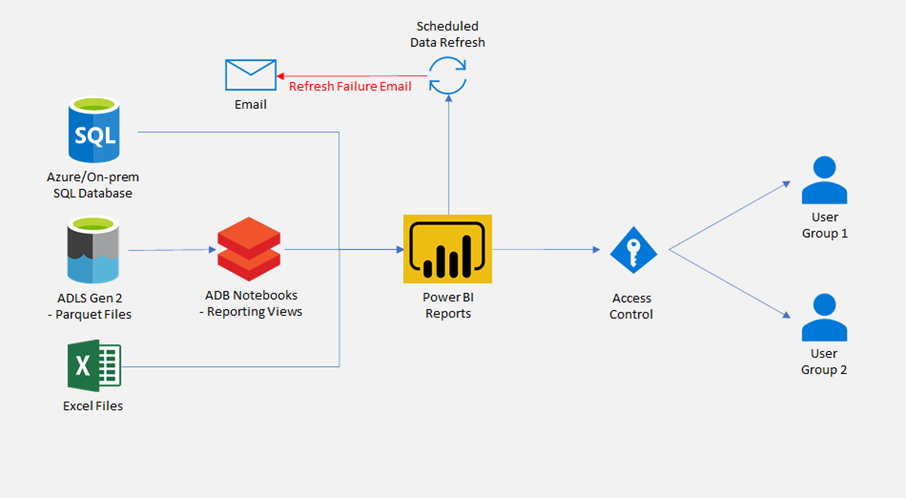 Scheduled
Data Refresh
Refresh Failure Email
Email
SQL
Azure/On-prem
SQL Database
User
Group 1
ADLS Gen 2
- Parquet Files
ADB Notebooks
- Reporting Views
Power BI
Reports
Access
Control
User
Group 2
X
Excel Files